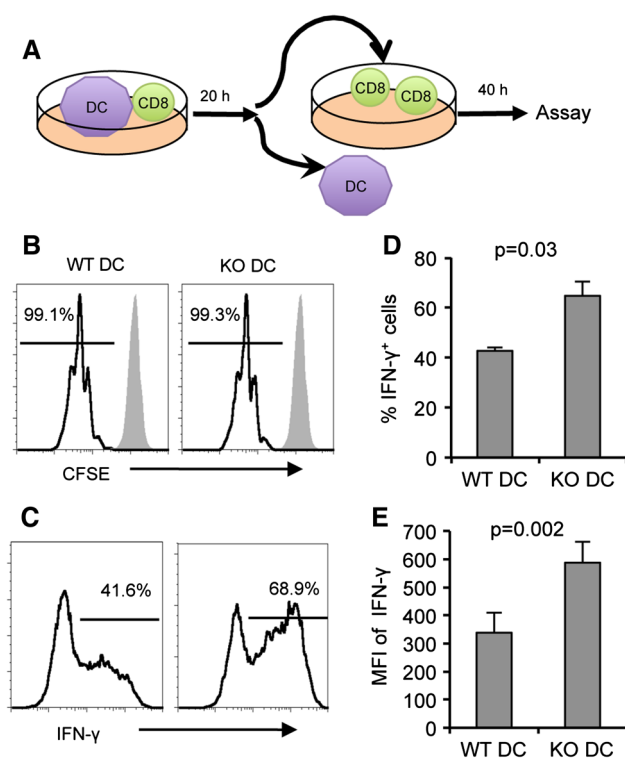 A
DC
CD8
20 h
CD8
CD8
40 h
Assay
DC
B
WT DC
KO DC
99.1%
99.3%
CFSE
C
41.6%
68.9%
IFN-γ
D
p=0.03
% IFN-γ+ cells
80
60
40
20
0
WT DC
KO DC
E
p=0.002
MFI of IFN-γ
700
600
500
400
300
200
100
0
WT DC
KO DC